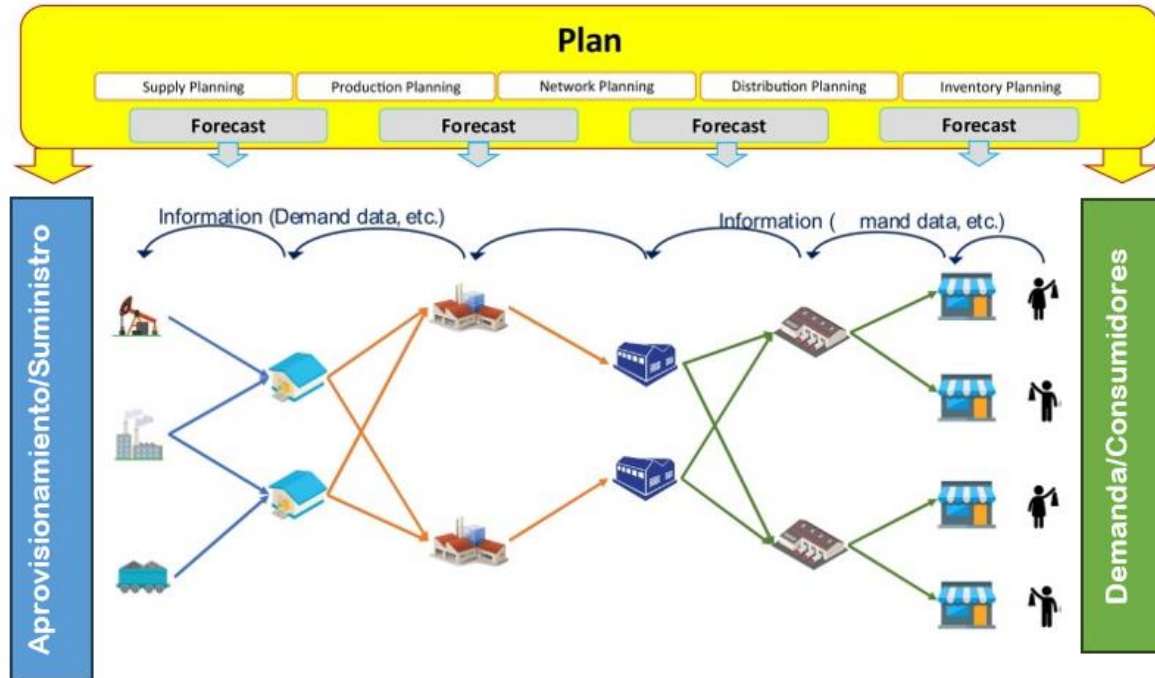 Plan
Supply Planning
Production Planning
Network Planning
Distribution Planning
Inventory Planning
Forecast
Forecast
Forecast
Forecast
Information (Demand data, etc.)
Information ( mand data, etc.)
Aprovisionamiento/Suministro
Demanda/Consumidores